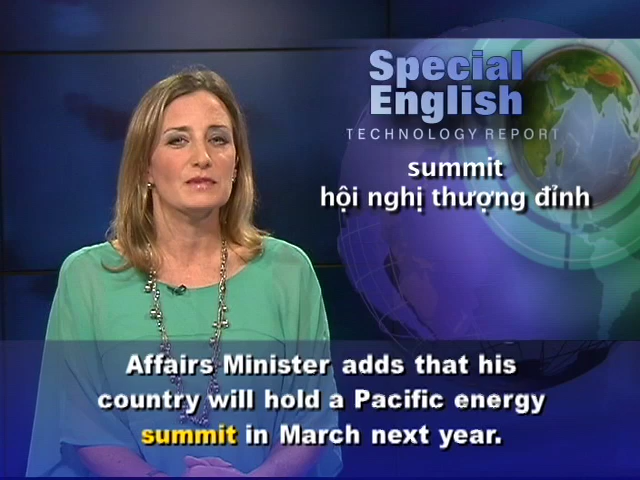 Special
English
TECHNOLOGY REPORT
summit
hội nghị thượng đỉnh
Affairs Minister adds that his
country will hold a Pacific energy
summit in March next year.